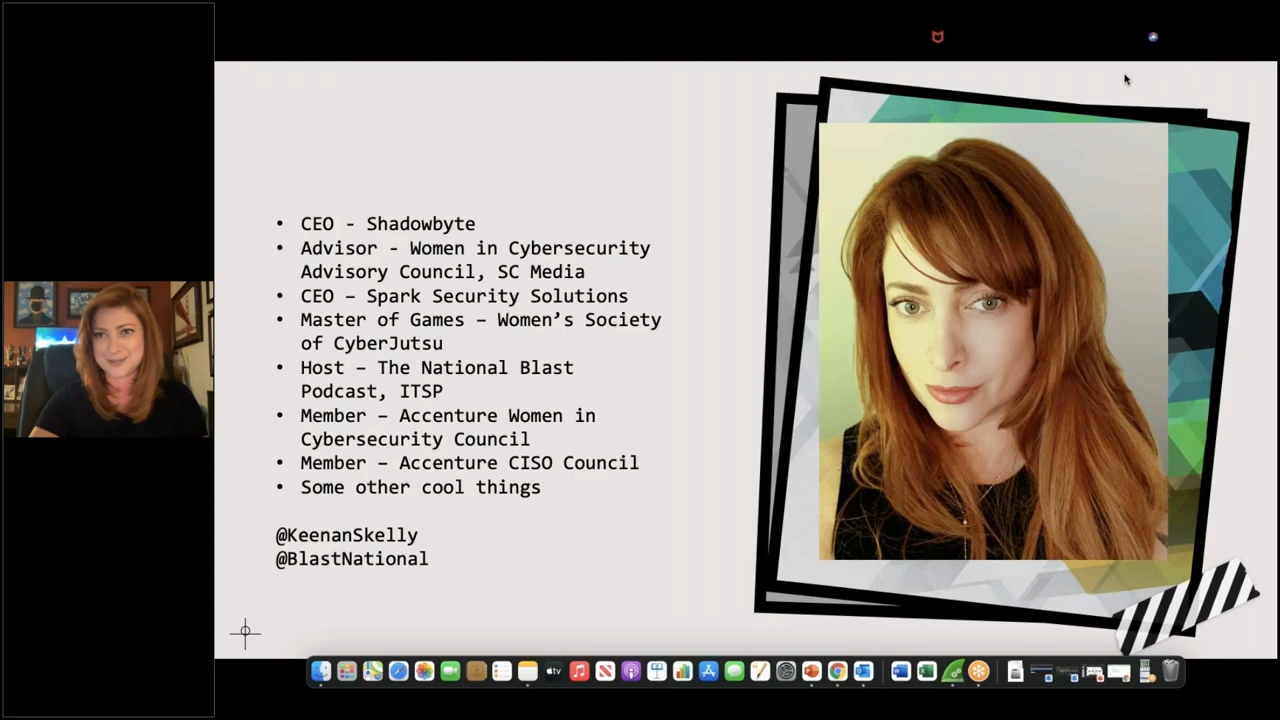 • CEO - Shadowbyte
• Advisor - Women in Cybersecurity
Advisory Council, SC Media
• CEO – Spark Security Solutions
• Master of Games – Women’s Society
of CyberJutsu
• Host – The National Blast
Podcast, ITSP
• Member – Accenture Women in
Cybersecurity Council
• Member – Accenture CISO Council
• Some other cool things
@KeenanSkelly
@BlastNational